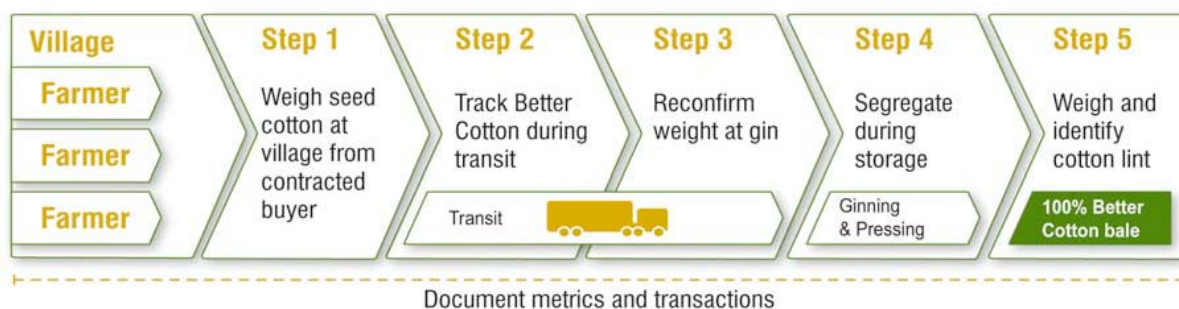 Village
Farmer
Farmer
Farmer
Step 1
Weigh seed
cotton at
village from
contracted
buyer
Step 2
Track Better
Cotton during
transit
Transit
Step 3
Reconfirm
weight at gin
Step 4
Segregate
during
storage
Ginning
& Pressing
Step 5
Weigh and
identify
cotton lint
100% Better
Cotton bale
Document metrics and transactions